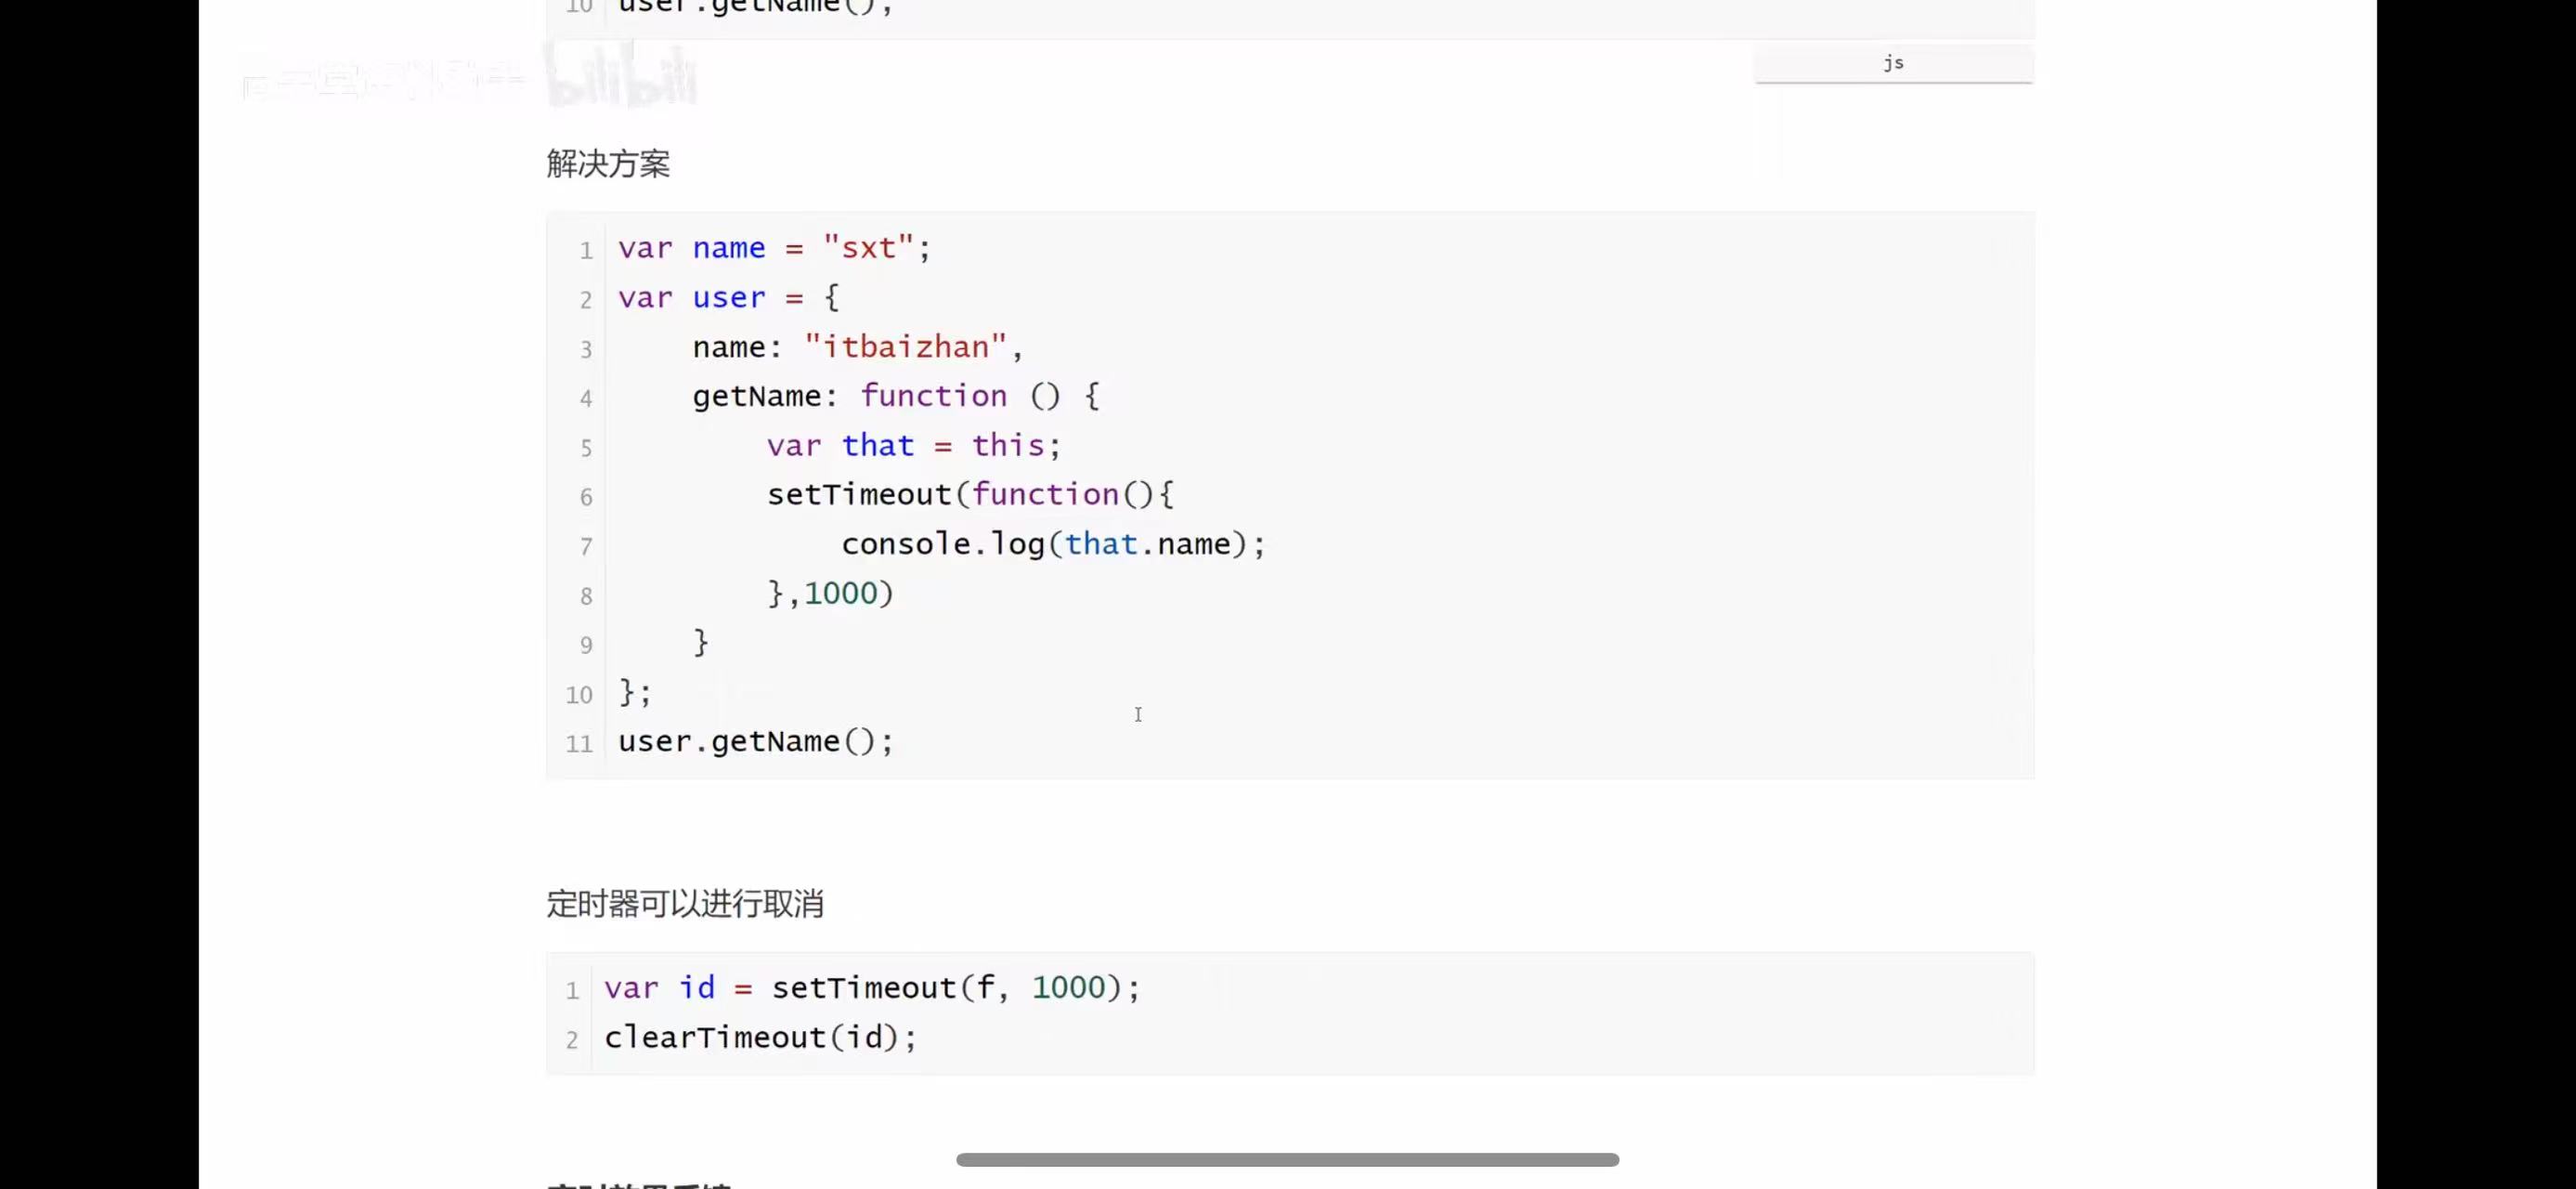 10 user.getName();
bilibili
js
解决方案
1 var name = "sxt";
2 var user = {
3 name: "itbaizhan",
4 getName: function () {
5 var that = this;
6 setTimeout(function(){
7 console.log(that.name);
8 },1000)
9 }
10 };
11 user.getName();
定时器可以进行取消
1 var id = setTimeout(f, 1000);
2 clearTimeout(id);